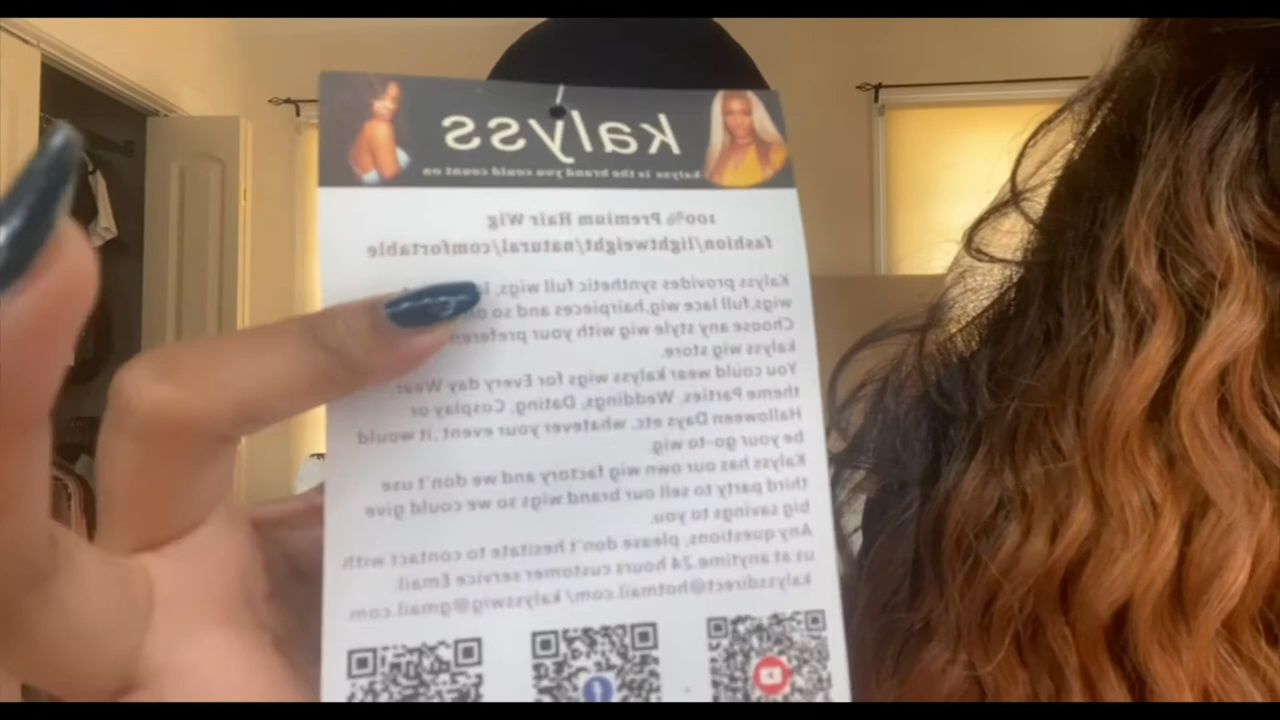 kalyss
kalyss is the brand you could count on
100% Premium Hair Wig
fashion/lightweight/natural/comfortable
Kalyss provides synthetic full wigs,
wigs,full lace wig,hairpieces and so
Choose any style wig with your
kalyss wig store.
You could wear kalyss wigs for Every day Wear
theme Parties, Weddings, Dating, Cosplay or
Halloween Days etc. whatever your event ,it would
be your go-to-wig.
Kalyss has our own wig factory and we don't use
third party to sell our brand wigs so we could give
big savings to you.
Any questions, please don't hesitate to contact with
us at anytime.24 hours customer service Email:
kalyssdirect@hotmail.com/ kalysswig@gmail.com